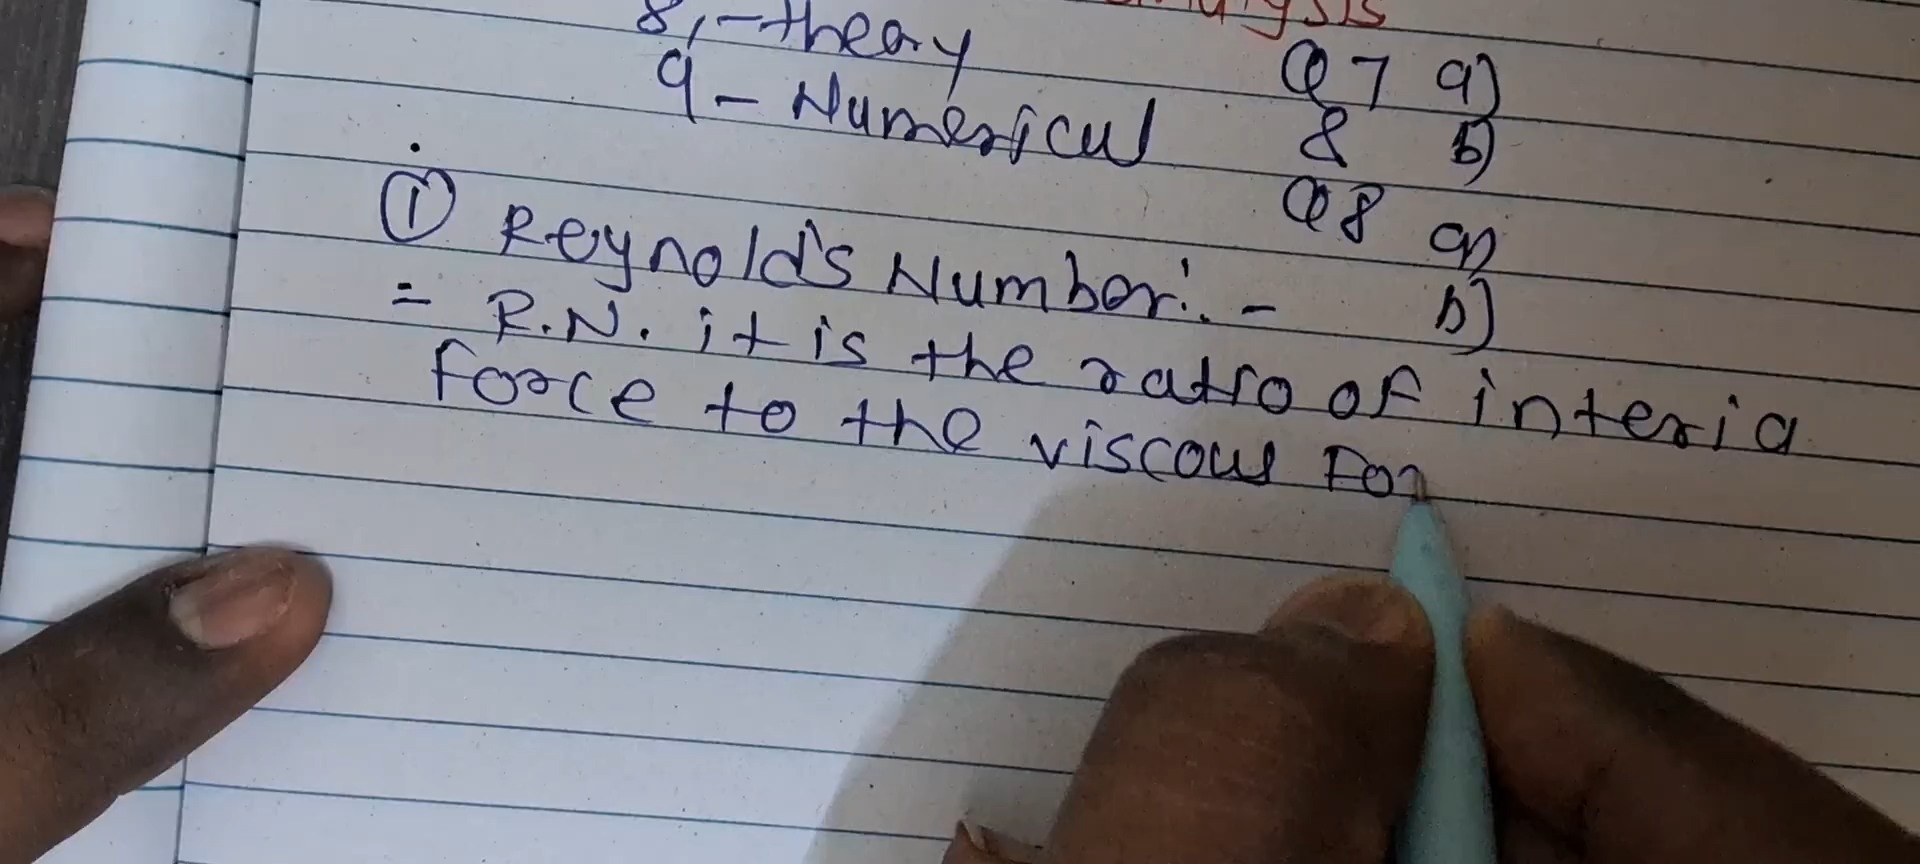 8,-theory
Q7 a)
9 - Numerical
8 b)
Q8 a)
① Reynold's Number: -
b)
= R.N. it is the ratio of interia
force to the viscous For